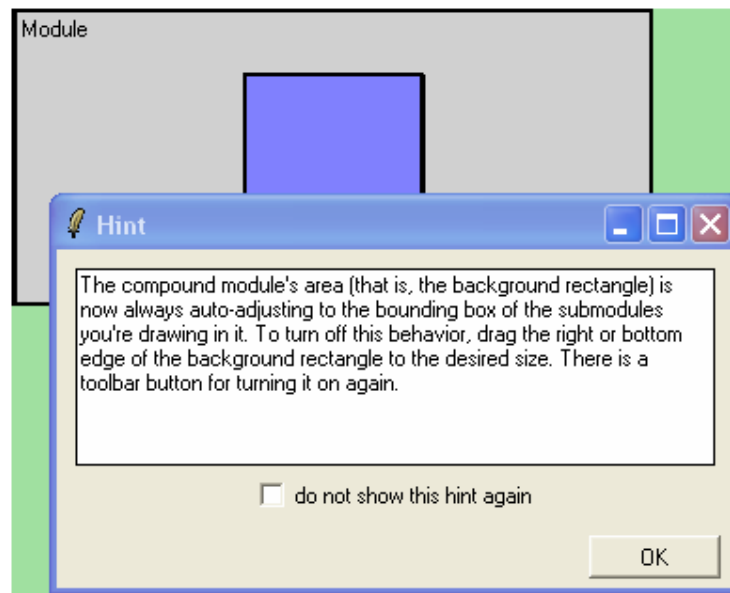 Module
Hint
The compound module's area (that is, the background rectangle) is
now always auto-adjusting to the bounding box of the submodules
you're drawing in it. To turn off this behavior, drag the right or bottom
edge of the background rectangle to the desired size. There is a
toolbar button for turning it on again.
do not show this hint again
OK